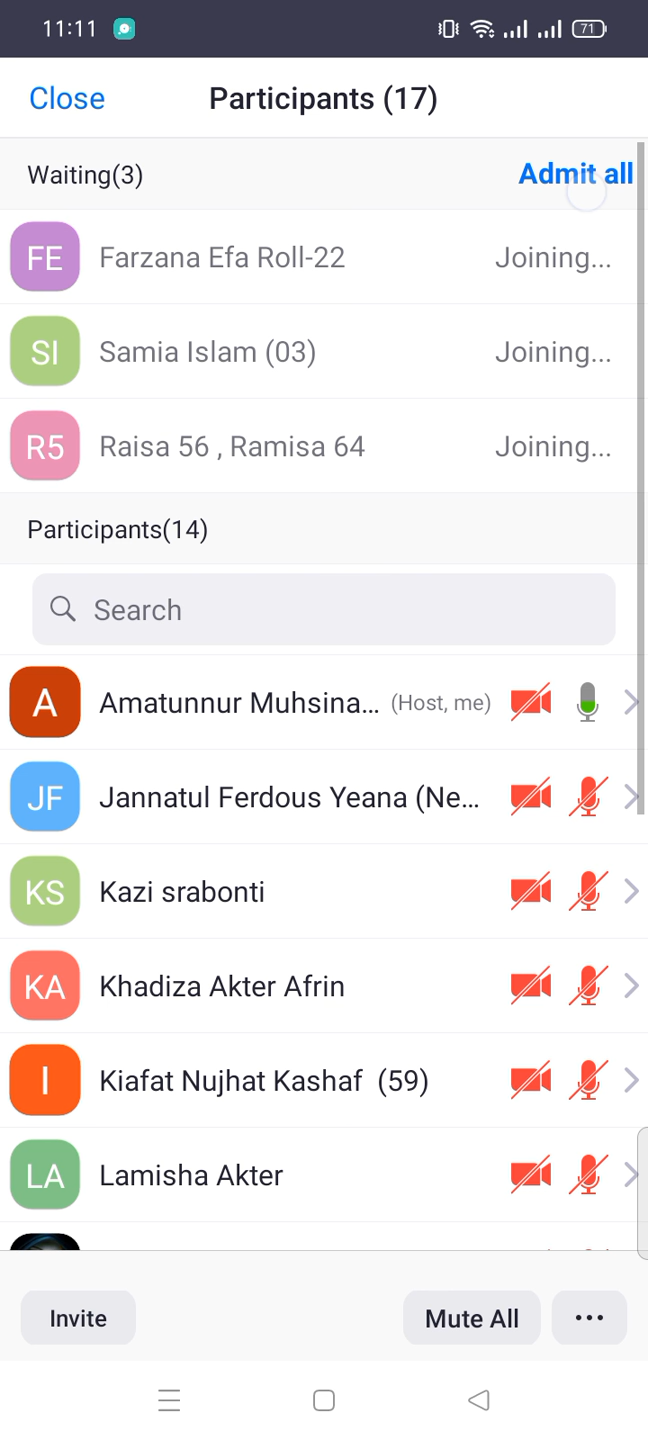 11:11 71
Close Participants (17)
Waiting(3) Admit all
FE Farzana Efa Roll-22 Joining...
SI Samia Islam (03) Joining...
R5 Raisa 56 , Ramisa 64 Joining...
Participants(14)
Search
A Amatunnur Muhsina... (Host, me)
JF Jannatul Ferdous Yeana (Ne...
KS Kazi srabonti
KA Khadiza Akter Afrin
I Kiafat Nujhat Kashaf (59)
LA Lamisha Akter
Invite Mute All ...